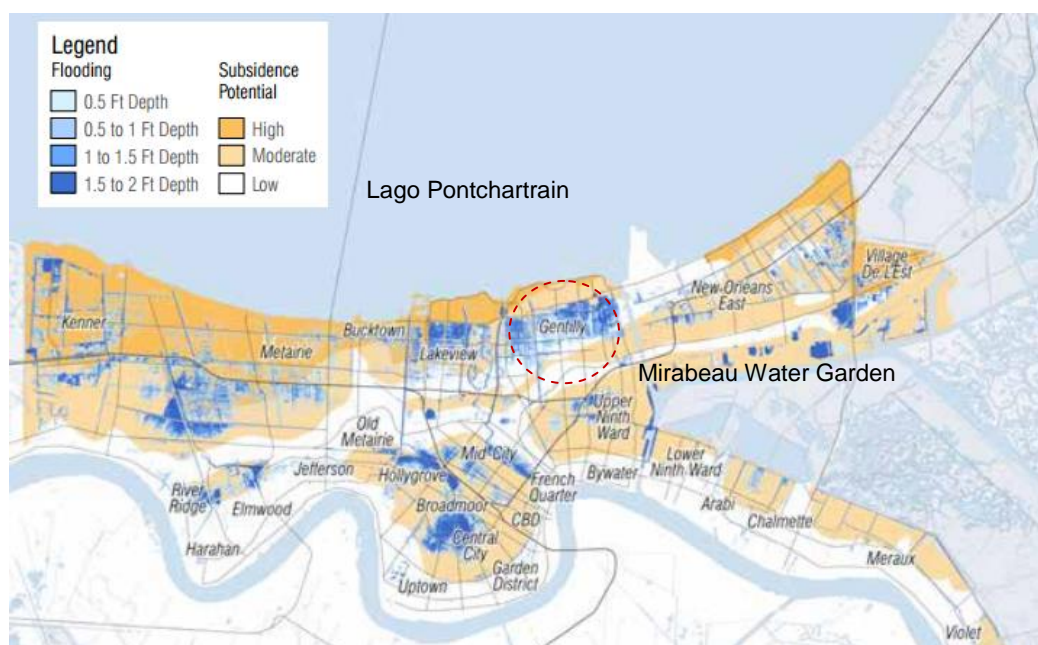 Legend
Flooding
0.5 Ft Depth
0.5 to 1 Ft Depth
1 to 1.5 Ft Depth
1.5 to 2 Ft Depth
Subsidence
Potential
High
Moderate
Low
Lago Pontchartrain
Village
De L'Est
New Orleans
East
Kenner
Bucktown
Gentilly
Metairie
Lakeview
Mirabeau Water Garden
Upper
Ninth
Ward
Old
Metairie
Mid City
Lower
Ninth Ward
Jefferson
Hollygrove
French
Quarter
Bywater
River
Ridge
Elmwood
Broadmoor
CBD
Arabi
Chalmette
Central
City
Harahan
Garden
District
Uptown
Meraux
Violet